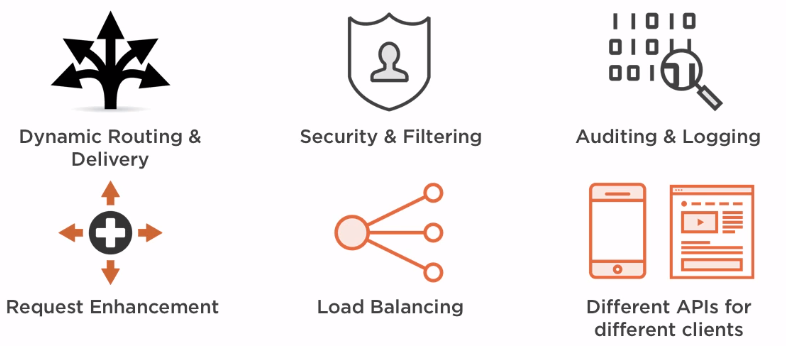 Dynamic Routing &
Delivery
Security & Filtering
Auditing & Logging
Request Enhancement
Load Balancing
Different APIs for
different clients